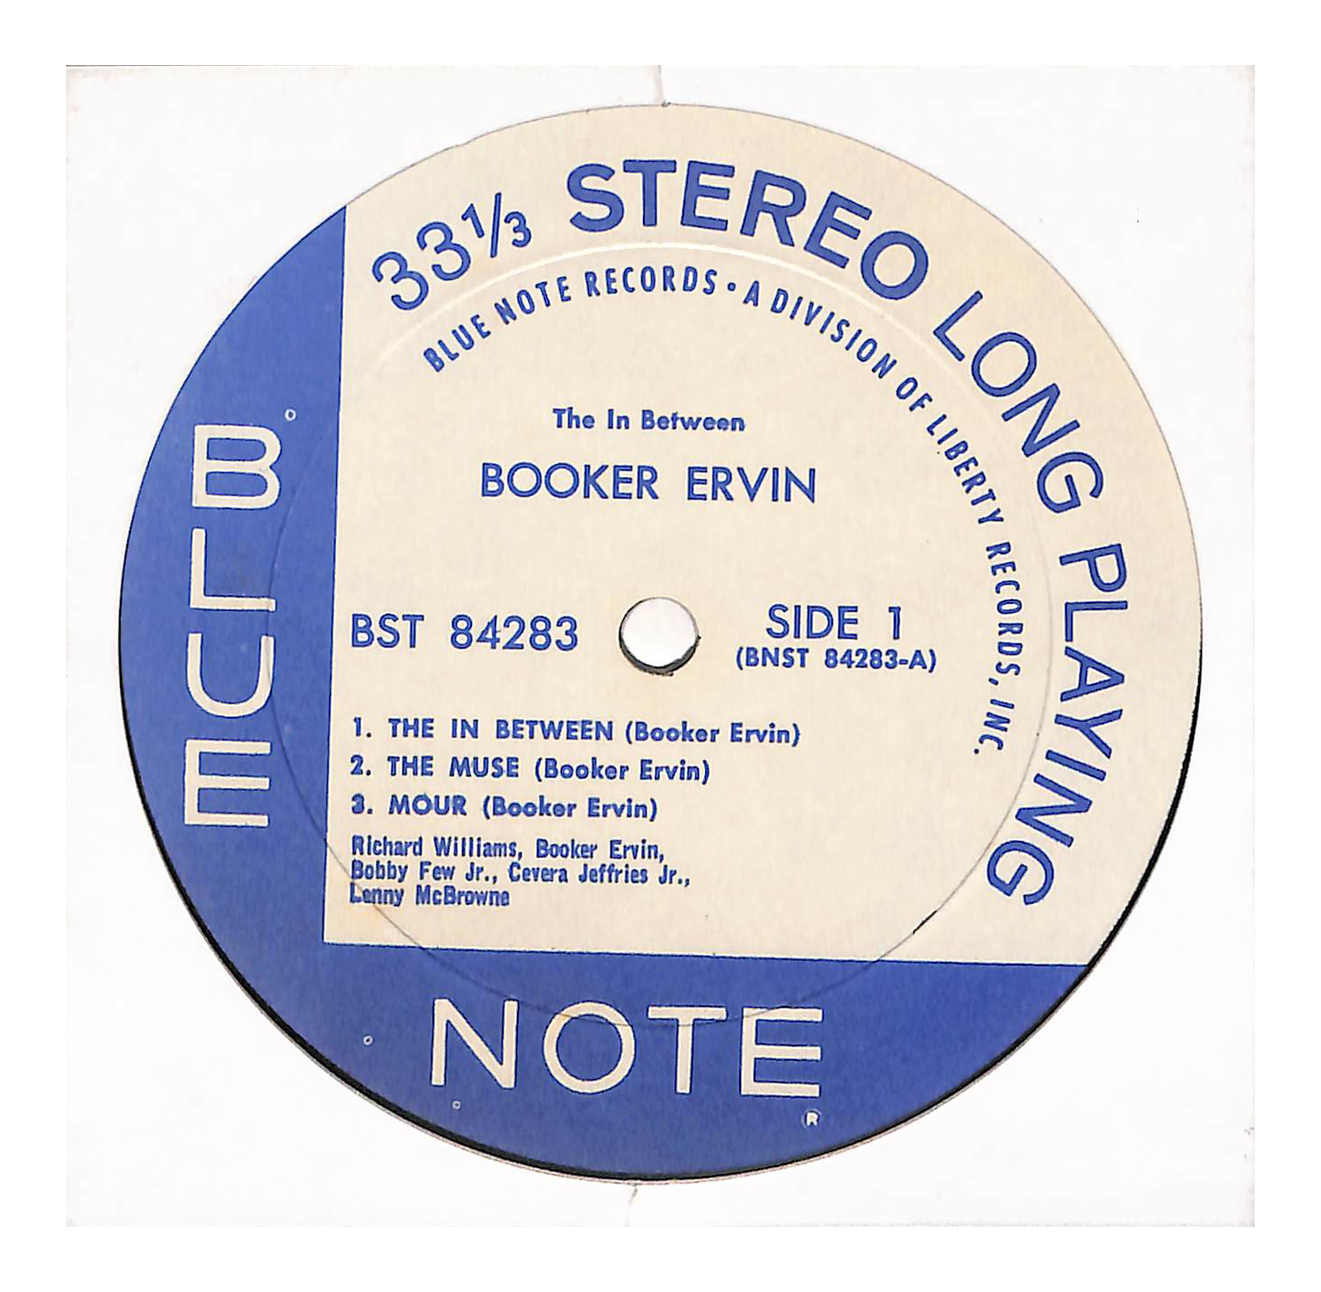 33 1/3 STEREO LONG PLAYING
BLUE NOTE RECORDS • A DIVISION OF LIBERTY RECORDS, INC.
The In Between
BOOKER ERVIN
BST 84283
SIDE 1
(BNST 84283-A)
1. THE IN BETWEEN (Booker Ervin)
2. THE MUSE (Booker Ervin)
3. MOUR (Booker Ervin)
Richard Williams, Booker Ervin,
Bobby Few Jr., Cevera Jeffries Jr.,
Lenny McBrowne
BLUE
NOTE
®